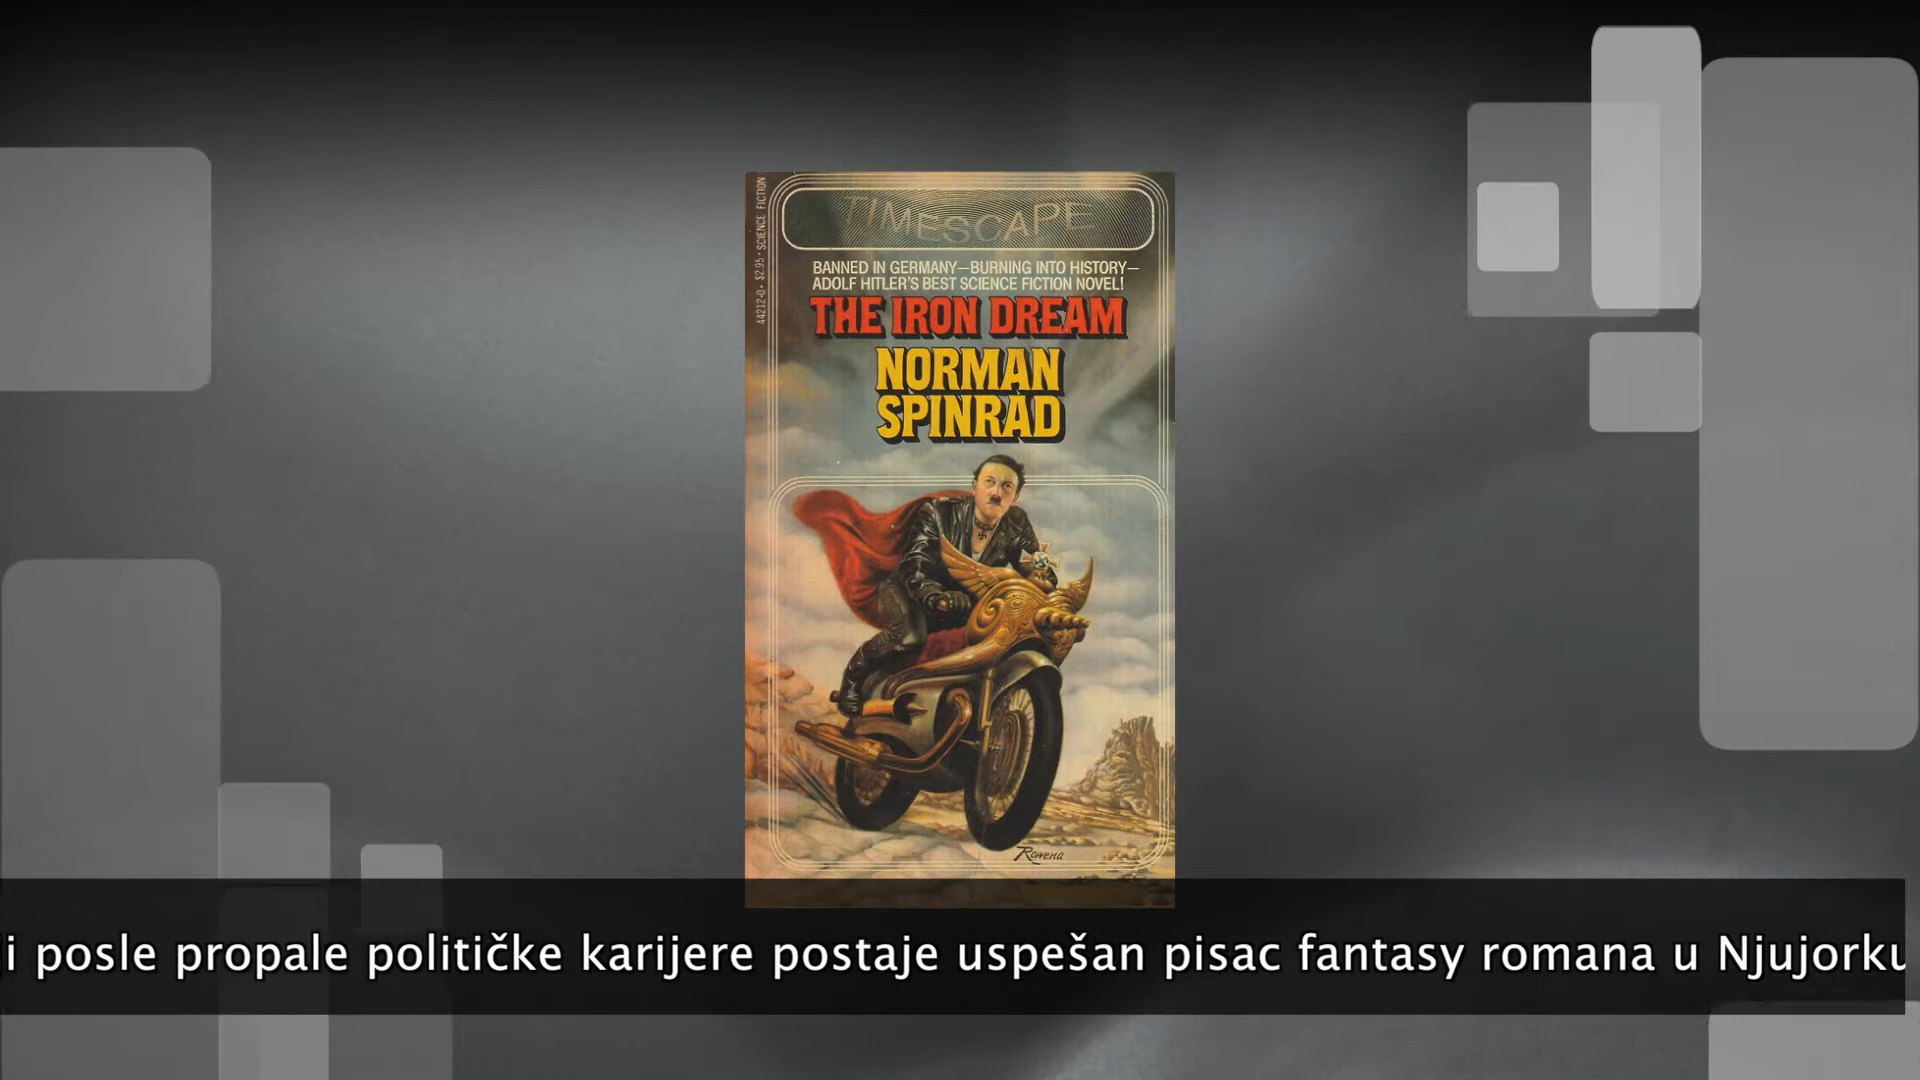 TIMESCAPE
44212-0 • $2.95 • SCIENCE FICTION
BANNED IN GERMANY—BURNING INTO HISTORY—
ADOLF HITLER'S BEST SCIENCE FICTION NOVEL!
THE IRON DREAM
NORMAN
SPINRAD
Rowena
i posle propale političke karijere postaje uspešan pisac fantasy romana u Njujorku